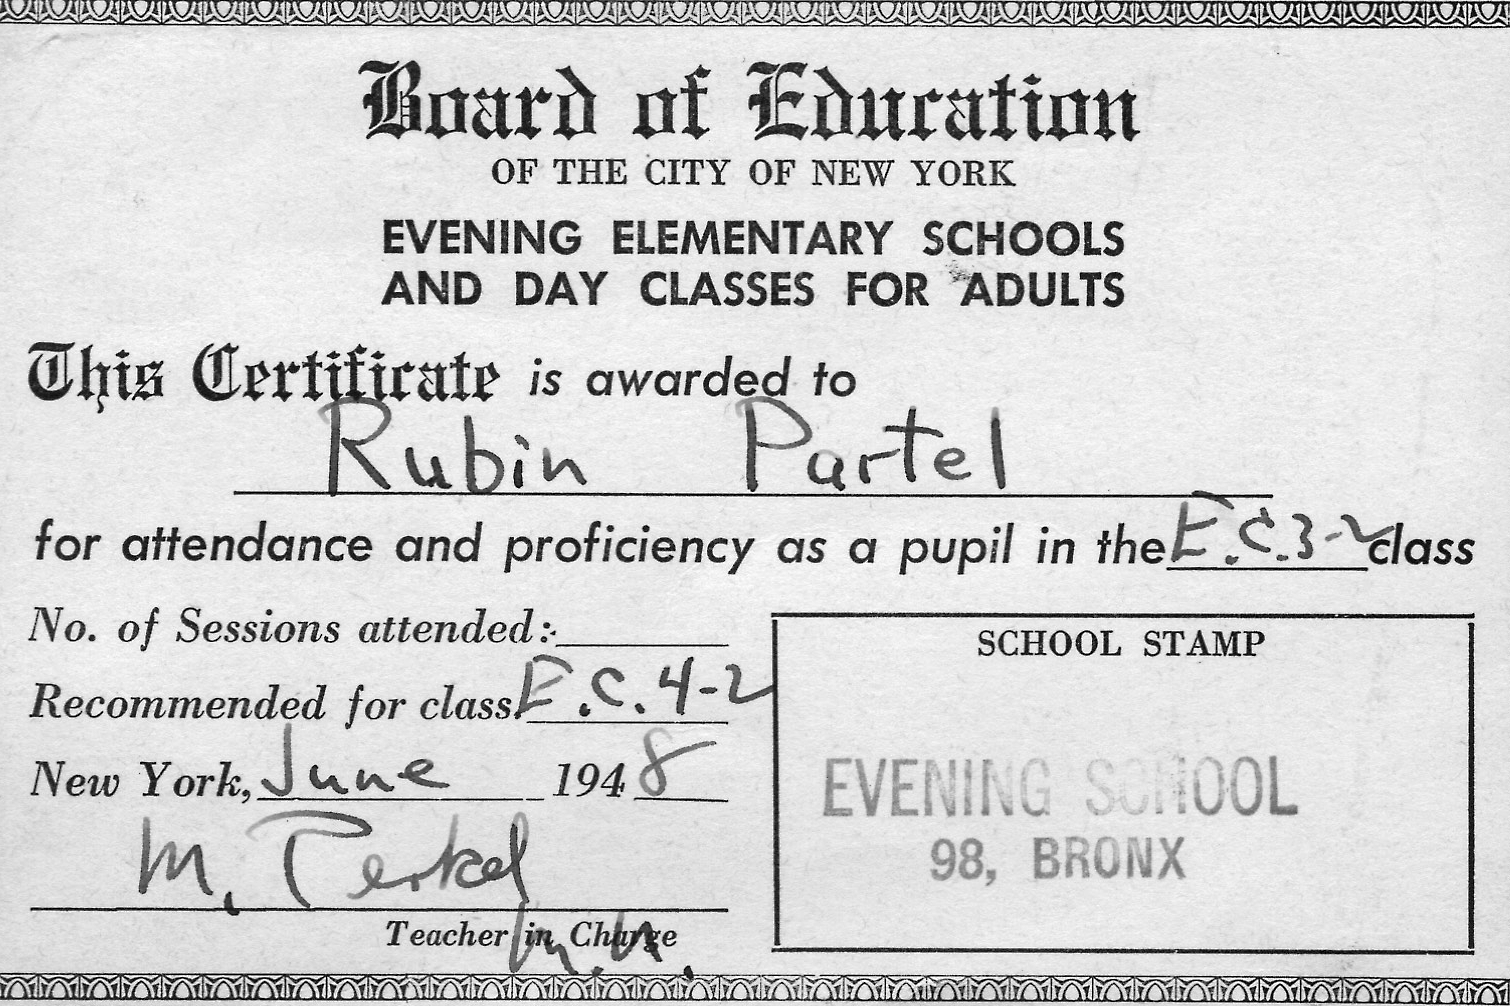 Board of Education
OF THE CITY OF NEW YORK
EVENING ELEMENTARY SCHOOLS
AND DAY CLASSES FOR ADULTS
This Certificate is awarded to
Rubin Partel
for attendance and proficiency as a pupil in the E.C.3-2 class
No. of Sessions attended:
Recommended for class E.C.4-2
New York, June 1948
M. Terkel
Teacher in Charge
M.N.
SCHOOL STAMP
EVENING SCHOOL
98, BRONX